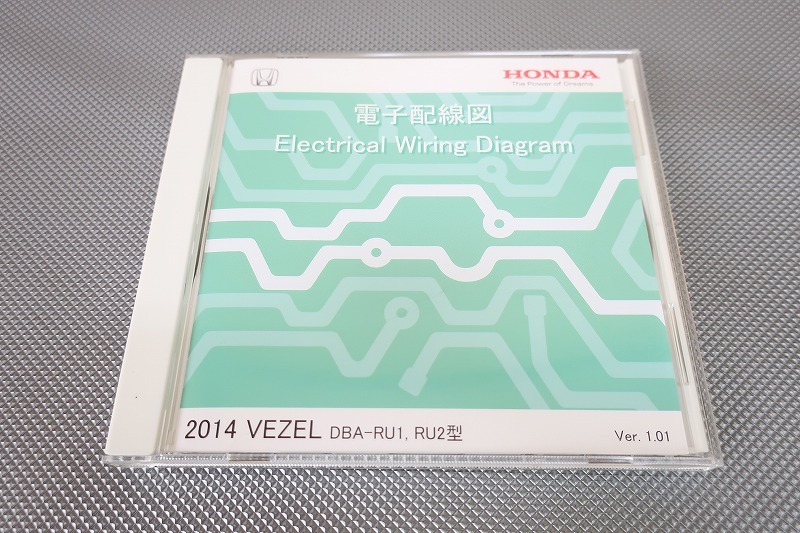 HONDA
The Power of Dreams
電子配線図
Electrical Wiring Diagram
2014 VEZEL DBA-RU1, RU2型
Ver. 1.01